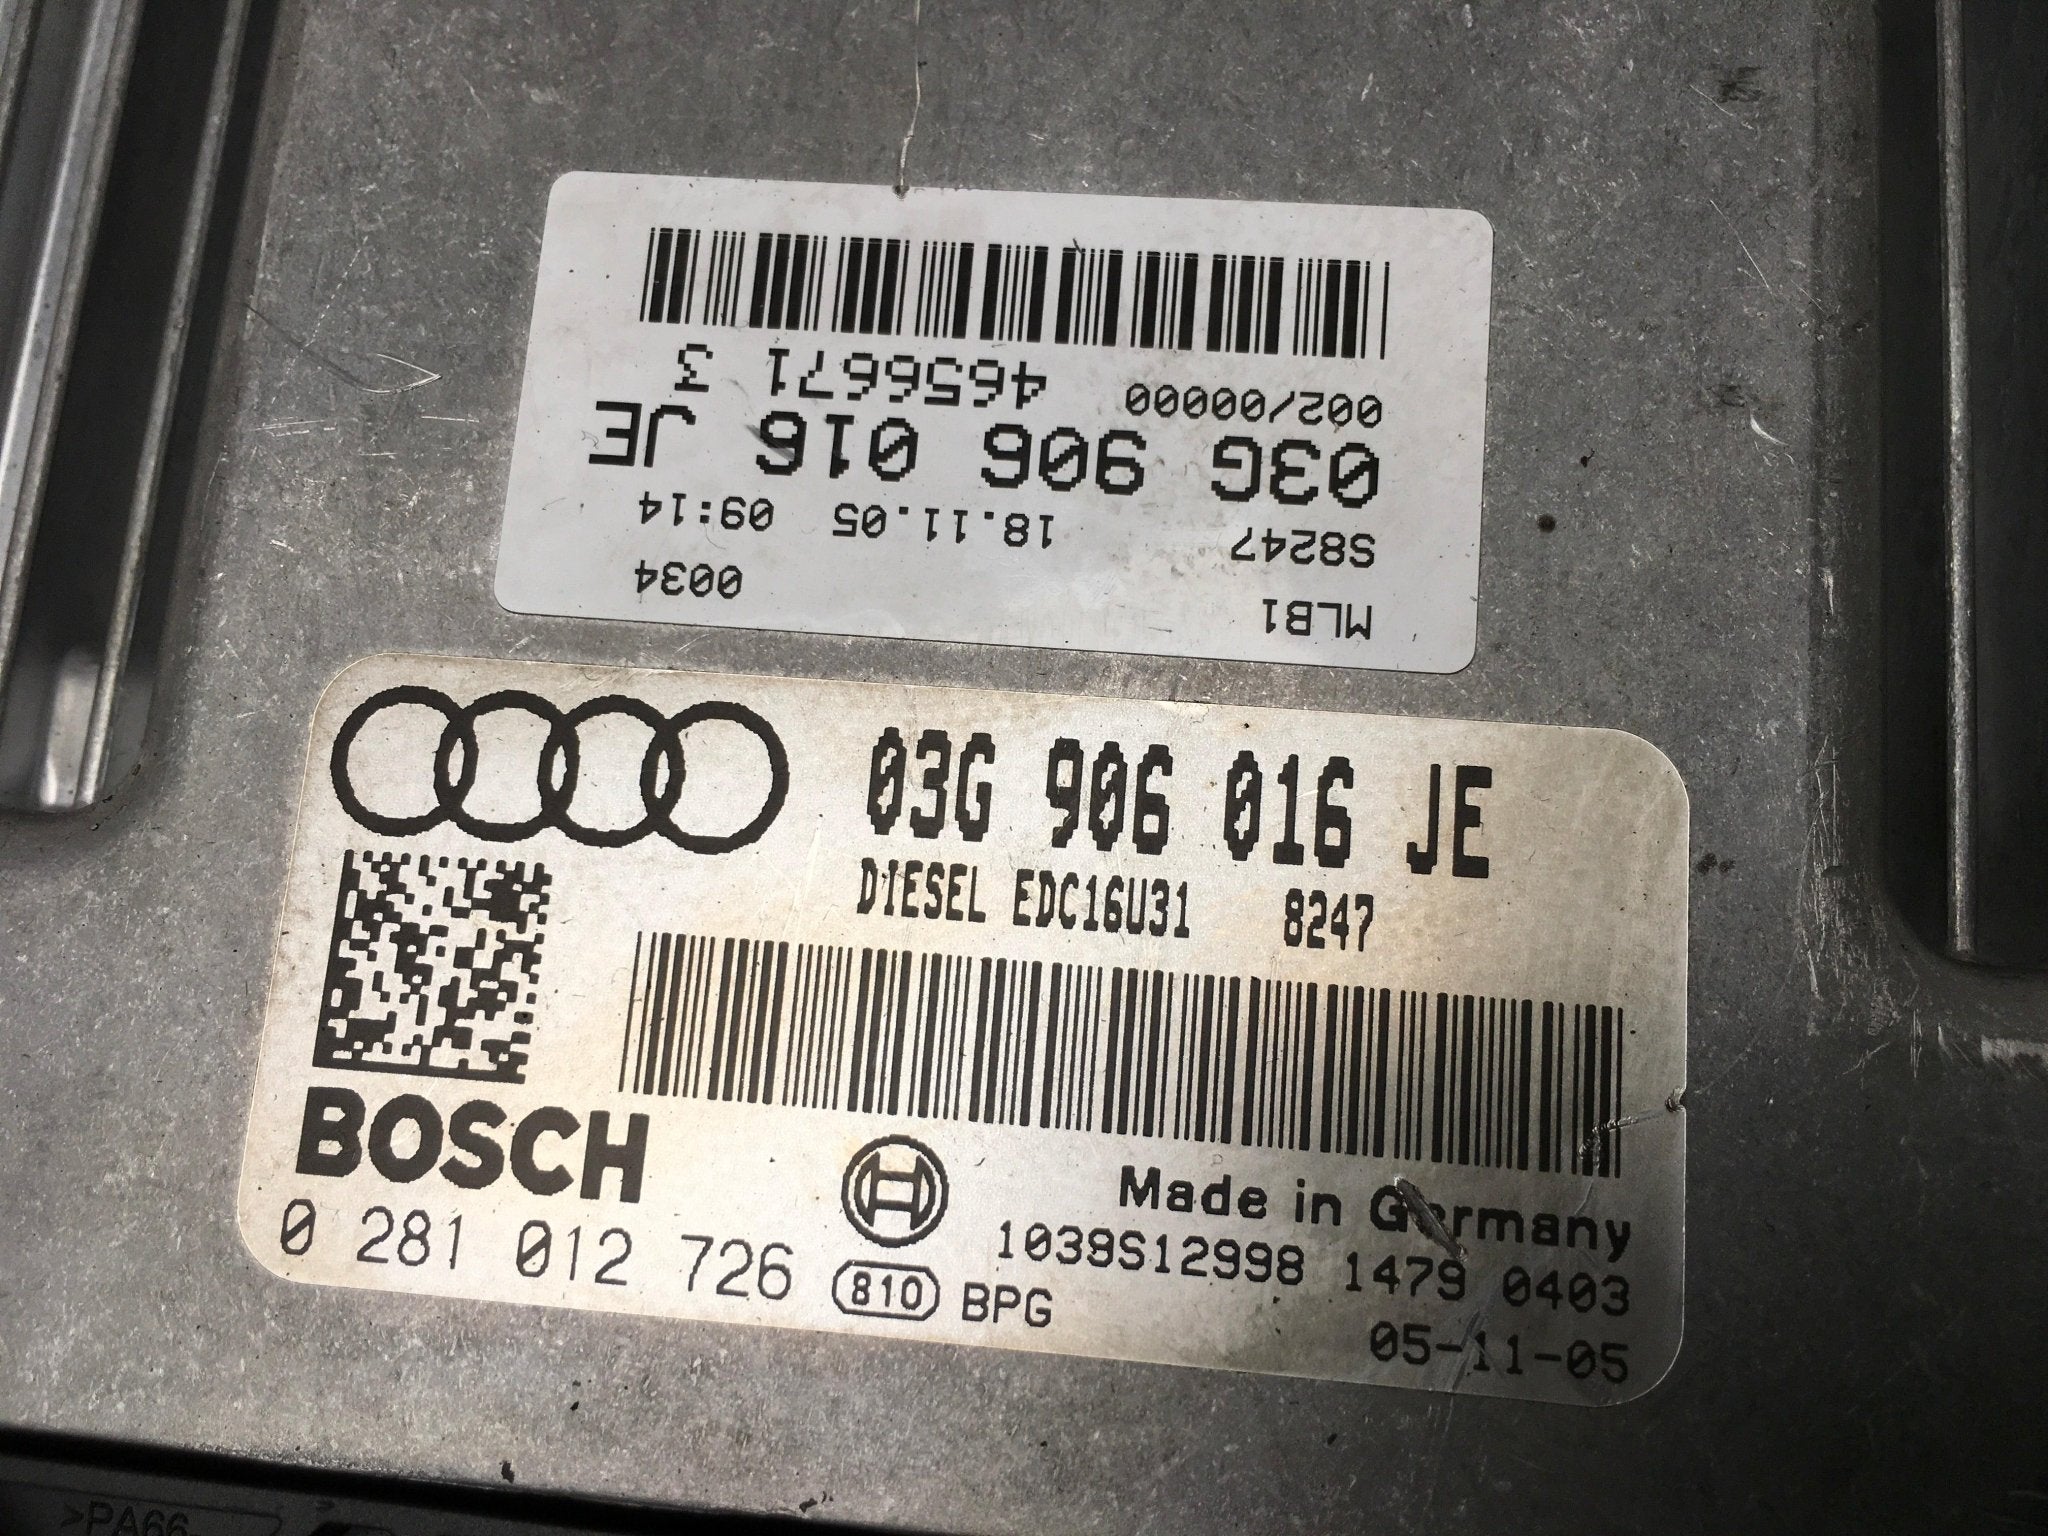 MLB1 0034
S8247 18.11.05 09:14
03G 906 016 JE
002/00000 4656671 3
03G 906 016 JE
DIESEL EDC16U31 8247
BOSCH
Made in Germany
0 281 012 726
1039S12998 1479 0403
810 BPG
05-11-05
>PA66